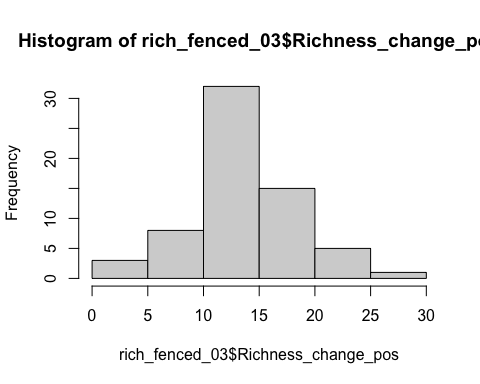 Histogram of rich_fenced_03$Richness_change_po
Frequency
30
20
10
5
0
0 5 10 15 20 25 30
rich_fenced_03$Richness_change_pos